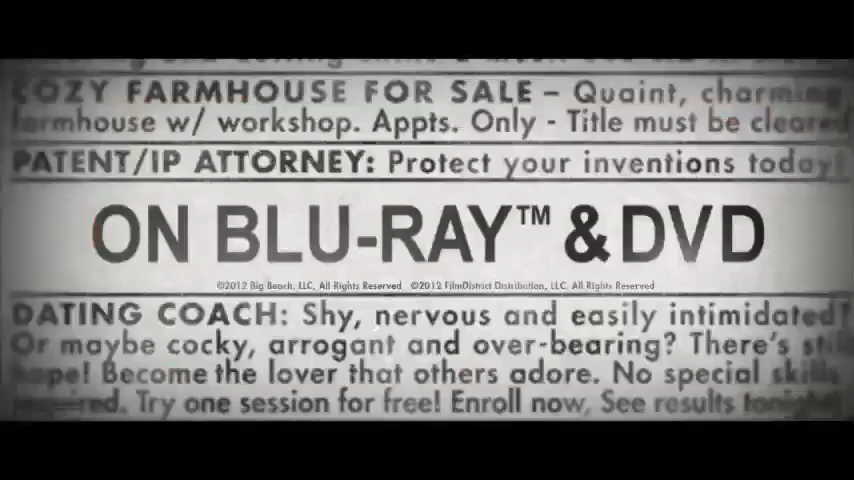 COZY FARMHOUSE FOR SALE – Quaint, charming
farmhouse w/ workshop. Appts. Only - Title must be cleared
PATENT/IP ATTORNEY: Protect your inventions today!
ON BLU-RAY™ & DVD
©2012 Big Beach, LLC, All Rights Reserved ©2012 FilmDistrict Distribution, LLC. All Rights Reserved
DATING COACH: Shy, nervous and easily intimidated?
Or maybe cocky, arrogant and over-bearing? There's still
hope! Become the lover that others adore. No special skills
required. Try one session for free! Enroll now, See results tonight!